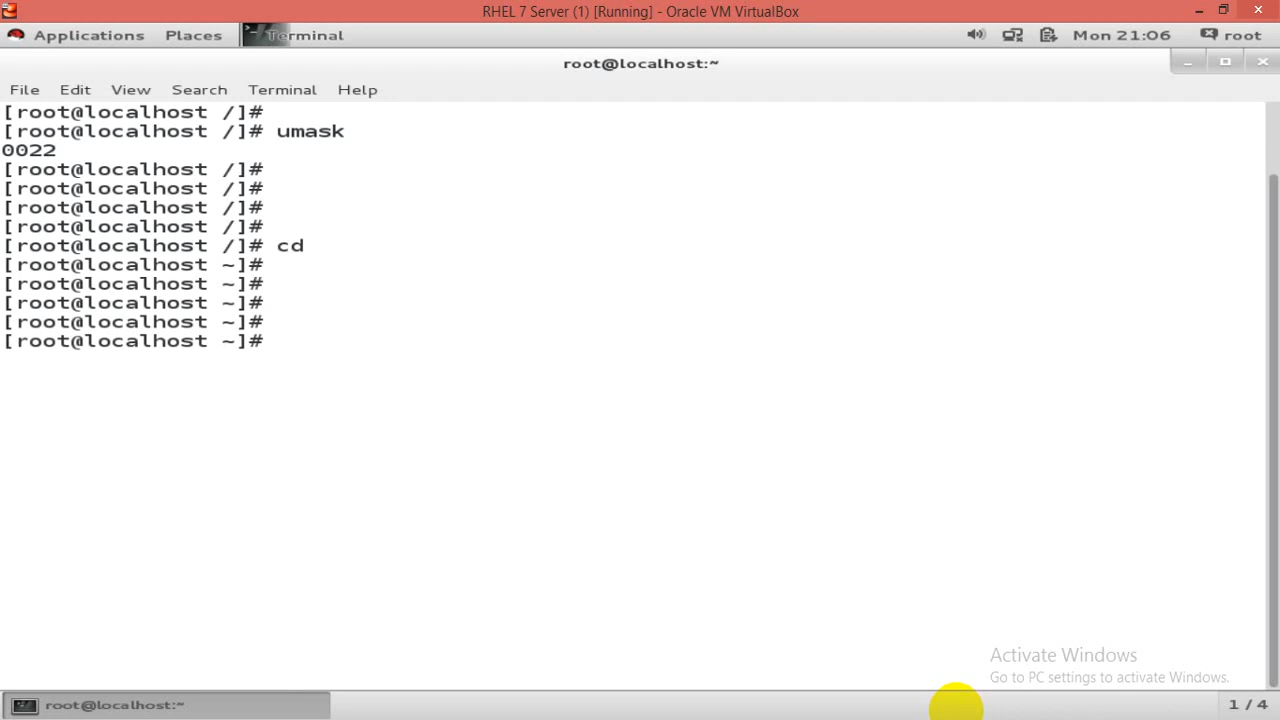 RHEL 7 Server (1) [Running] - Oracle VM VirtualBox
Applications Places Terminal Mon 21:06 root
root@localhost:~
File Edit View Search Terminal Help
[root@localhost /]#
[root@localhost /]# umask
0022
[root@localhost /]#
[root@localhost /]#
[root@localhost /]#
[root@localhost /]#
[root@localhost /]# cd
[root@localhost ~]#
[root@localhost ~]#
[root@localhost ~]#
[root@localhost ~]#
[root@localhost ~]#
Activate Windows
Go to PC settings to activate Windows.
root@localhost:~ 1 / 4